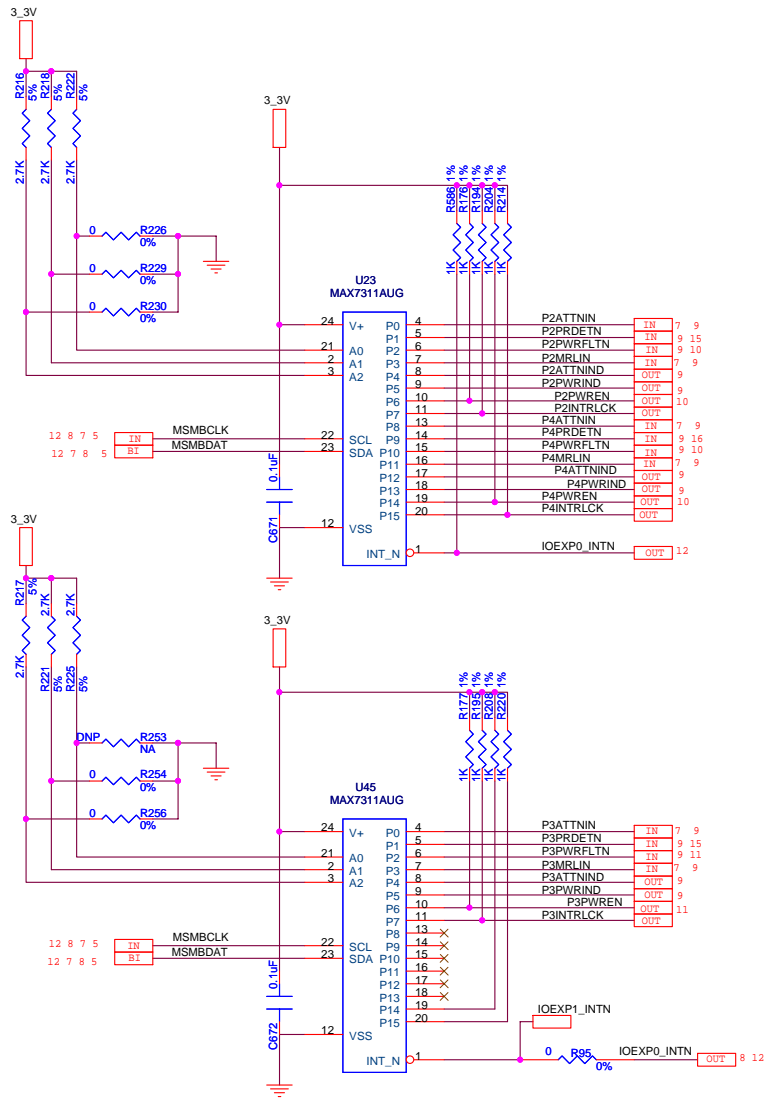 3_3V
R216 5% 2.7K
R218 5% 2.7K
R222 5% 2.7K
0 R226 0%
0 R229 0%
0 R230 0%
3_3V
R586 1% 1K
R176 1% 1K
R194 1% 1K
R204 1% 1K
R214 1% 1K
U23
MAX7311AUG
24 V+ P0 4 P2ATTNIN IN 7 9
P1 5 P2PRDETN IN 9 15
21 A0 P2 6 P2PWRFLTN IN 9 10
2 A1 P3 7 P2MRLIN IN 7 9
3 A2 P4 8 P2ATTNIND OUT 9
P5 9 P2PWRIND OUT 9
P6 10 P2PWREN OUT 10
P7 11 P2INTRLCK OUT
P8 13 P4ATTNIN IN 7 9
12 8 7 5 IN MSMBCLK 22 SCL P9 14 P4PRDETN IN 9 16
12 7 8 5 BI MSMBDAT 23 SDA P10 15 P4PWRFLTN IN 9 10
P11 16 P4MRLIN IN 7 9
P12 17 P4ATTNIND OUT 9
P13 18 P4PWRIND OUT 9
P14 19 P4PWREN OUT 10
P15 20 P4INTRLCK OUT
0.1uF C671
12 VSS
INT_N 1 IOEXP0_INTN OUT 12
3_3V
R217 5% 2.7K
2.7K R221 5%
2.7K R225 5%
DNP R253 NA
0 R254 0%
0 R256 0%
3_3V
R177 1% 1K
R195 1% 1K
R208 1% 1K
R220 1% 1K
U45
MAX7311AUG
24 V+ P0 4 P3ATTNIN IN 7 9
P1 5 P3PRDETN IN 9 15
21 A0 P2 6 P3PWRFLTN IN 9 11
2 A1 P3 7 P3MRLIN IN 7 9
3 A2 P4 8 P3ATTNIND OUT 9
P5 9 P3PWRIND OUT 9
P6 10 P3PWREN OUT 11
P7 11 P3INTRLCK OUT
P8 13
12 8 7 5 IN MSMBCLK 22 SCL P9 14
12 7 8 5 BI MSMBDAT 23 SDA P10 15
P11 16
P12 17
P13 18
P14 19
P15 20
0.1uF C672
12 VSS
IOEXP1_INTN
INT_N 1 0 R95 0% IOEXP0_INTN OUT 8 12